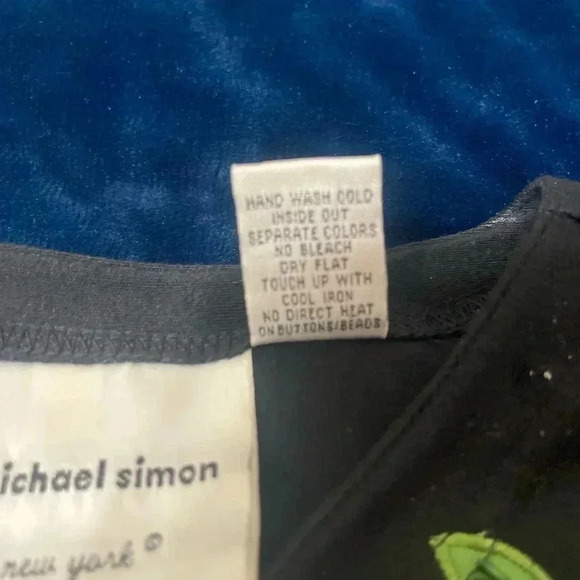 HAND WASH COLD
INSIDE OUT
SEPARATE COLORS
NO BLEACH
DRY FLAT
TOUCH UP WITH
COOL IRON
NO DIRECT HEAT
ON BUTTONS/BEADS
ichael simon
new york ©